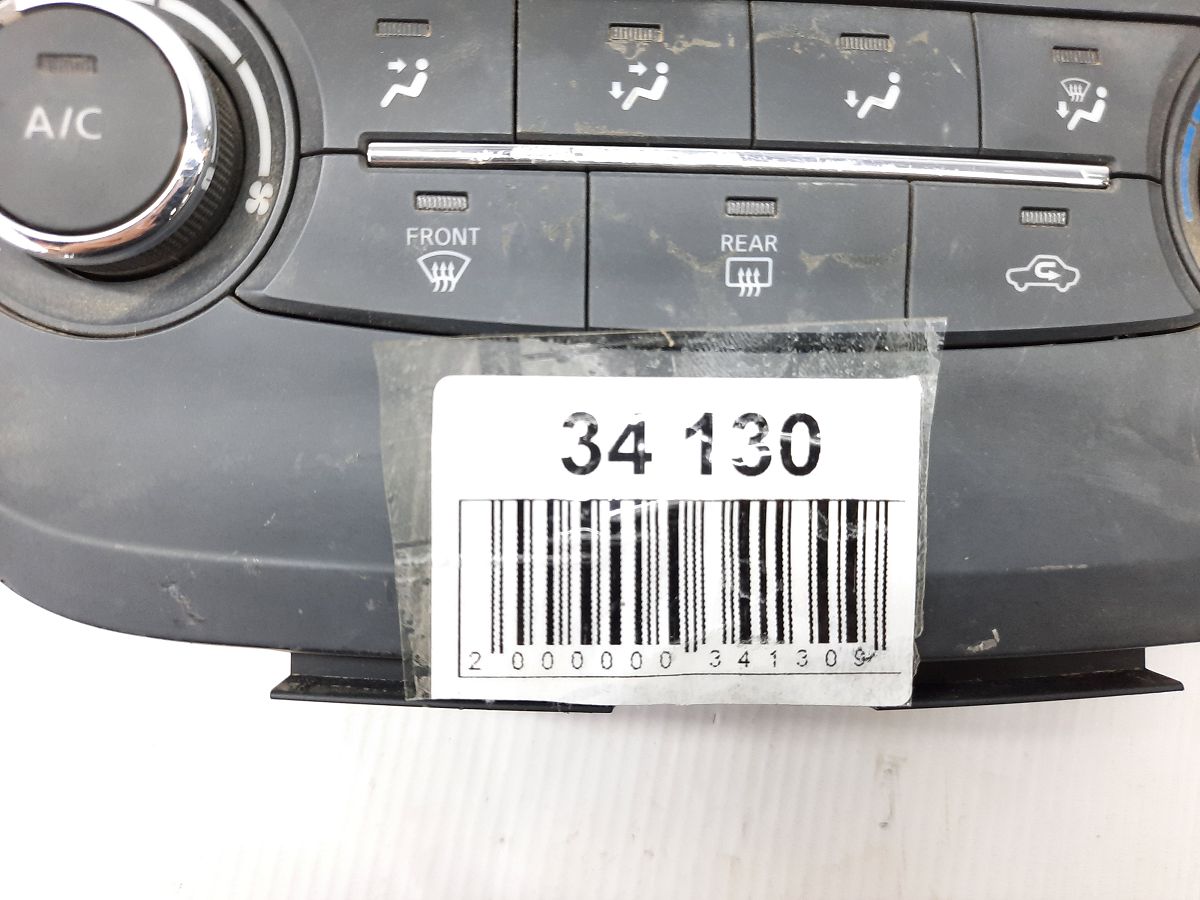 A/C
FRONT
REAR
34 130
2 000000 341309